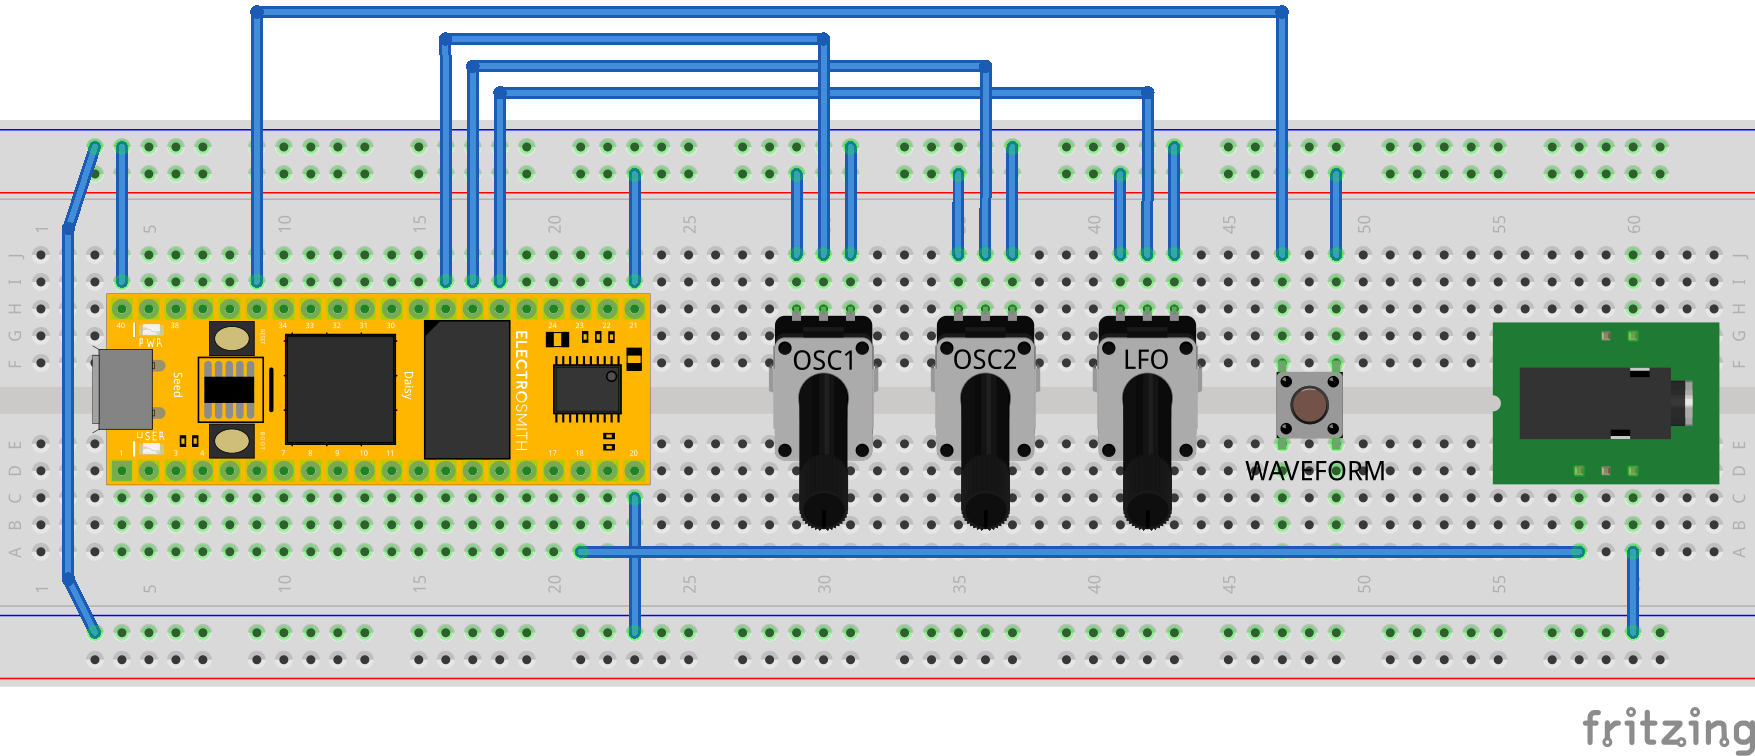 1 5 10 15 20 25 30 35 40 45 50 55 60
J J
I I
H H
G G
F F
40 38 34 33 32 31 30 24 23 22 21
PWR
Seed
Daisy
ELECTROSMITH
USER
BOOT
1 3 4 7 8 9 10 11 17 18 20
OSC1 OSC2 LFO
WAVEFORM
E E
D D
C C
B B
A A
1 5 10 15 20 25 30 35 40 45 50 55
fritzing